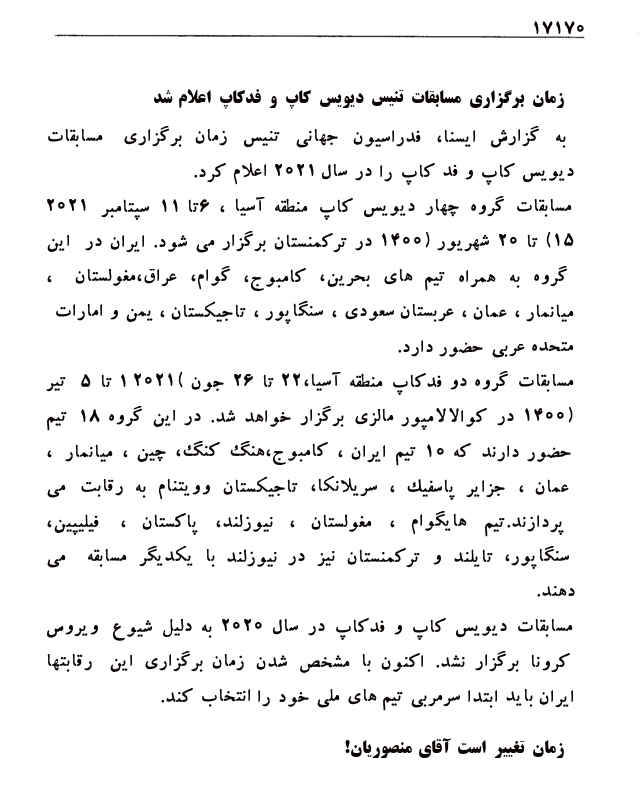 ۱۷۱۷۰
زمان برگزاری مسابقات تنیس دیویس کاپ و فدکاپ اعلام شد
به گزارش ایسنا، فدراسیون جهانی تنیس زمان برگزاری مسابقات
دیویس کاپ و فد کاپ را در سال ۲۰۲۱ اعلام کرد.
مسابقات گروه چهار دیویس کاپ منطقه آسیا ، ۶تا ۱۱ سپتامبر ۲۰۲۱
۱۵) تا ۲۰ شهریور (۱۴۰۰ در ترکمنستان برگزار می شود. ایران در این
گروه به همراه تیم های بحرین، کامبوج، گوام، عراق،مغولستان ،
میانمار ، عمان ، عربستان سعودی ، سنگاپور ، تاجیکستان ، یمن و امارات
متحده عربی حضور دارد.
مسابقات گروه دو فدکاپ منطقه آسیا،۲۲ تا ۲۶ جون )۲۰۲۱ ۱ تا ۵ تیر
(۱۴۰۰ در کوالالامپور مالزی برگزار خواهد شد. در این گروه ۱۸ تیم
حضور دارند که ۱۰ تیم ایران ، کامبوج،هنگ کنگ، چین ، میانمار ،
عمان ، جزایر پاسفیک ، سریلانکا، تاجیکستان وویتنام به رقابت می
پردازند.تیم هایگوام ، مغولستان ، نیوزلند، پاکستان ، فیلیپین،
سنگاپور، تایلند و ترکمنستان نیز در نیوزلند با یکدیگر مسابقه می
دهند.
مسابقات دیویس کاپ و فدکاپ در سال ۲۰۲۰ به دلیل شیوع ویروس
کرونا برگزار نشد. اکنون با مشخص شدن زمان برگزاری این رقابتها
ایران باید ابتدا سرمربی تیم های ملی خود را انتخاب کند.
زمان تغییر است آقای منصوریان!